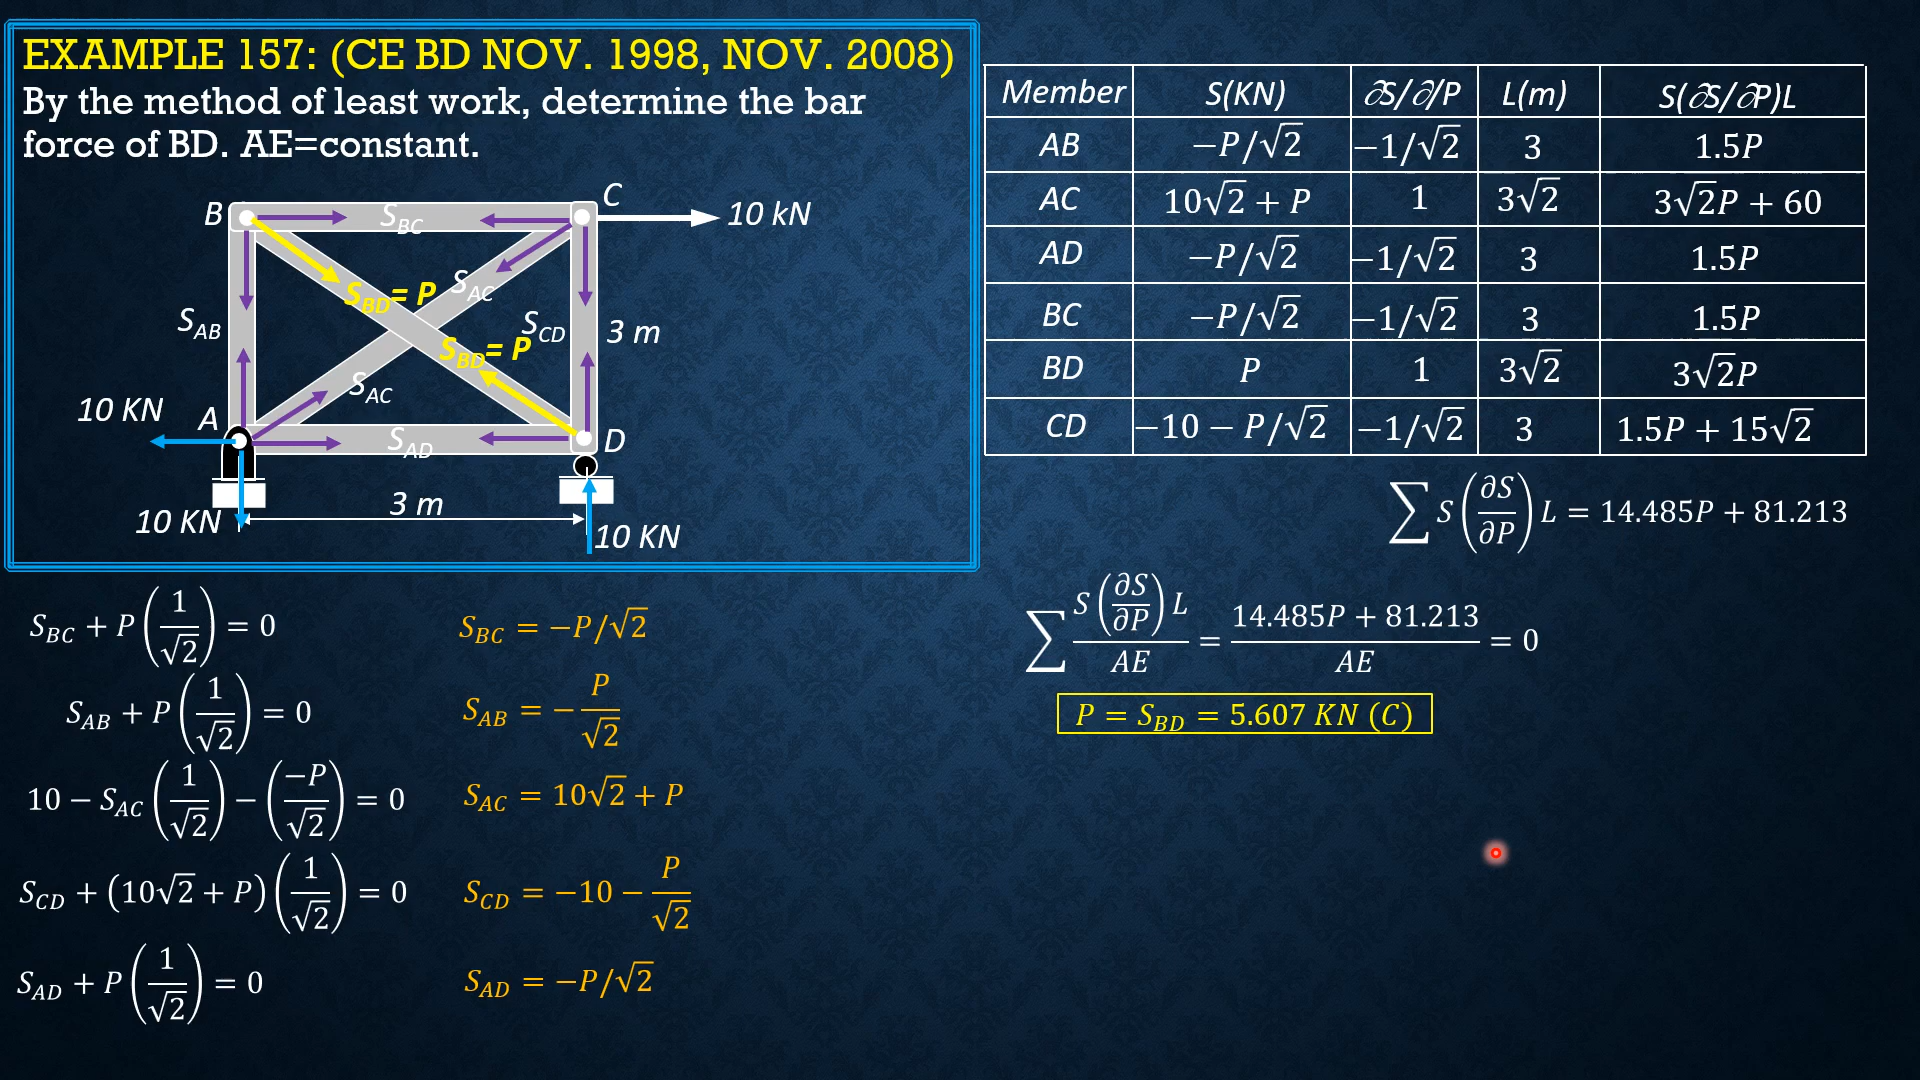 EXAMPLE 157: (CE BD NOV. 1998, NOV. 2008)
By the method of least work, determine the bar
force of BD. AE=constant.
B
S_BC
C
10 kN
S_BD= P
S_AC
S_AB
S_CD
3 m
S_BD= P
S_AC
10 KN
A
S_AD
D
3 m
10 KN
10 KN
Member S(KN) ∂S/∂/P L(m) S(∂S/∂P)L
AB −P/√2 −1/√2 3 1.5P
AC 10√2 + P 1 3√2 3√2P + 60
AD −P/√2 −1/√2 3 1.5P
BC −P/√2 −1/√2 3 1.5P
BD P 1 3√2 3√2P
CD −10 − P/√2 −1/√2 3 1.5P + 15√2
∑ S (∂S/∂P) L = 14.485P + 81.213
∑ S (∂S/∂P) L / AE = (14.485P + 81.213) / AE = 0
P = S_BD = 5.607 KN (C)
S_BC + P (1/√2) = 0
S_BC = −P/√2
S_AB + P (1/√2) = 0
S_AB = − P/√2
10 − S_AC (1/√2) − (−P/√2) = 0
S_AC = 10√2 + P
S_CD + (10√2 + P) (1/√2) = 0
S_CD = −10 − P/√2
S_AD + P (1/√2) = 0
S_AD = −P/√2